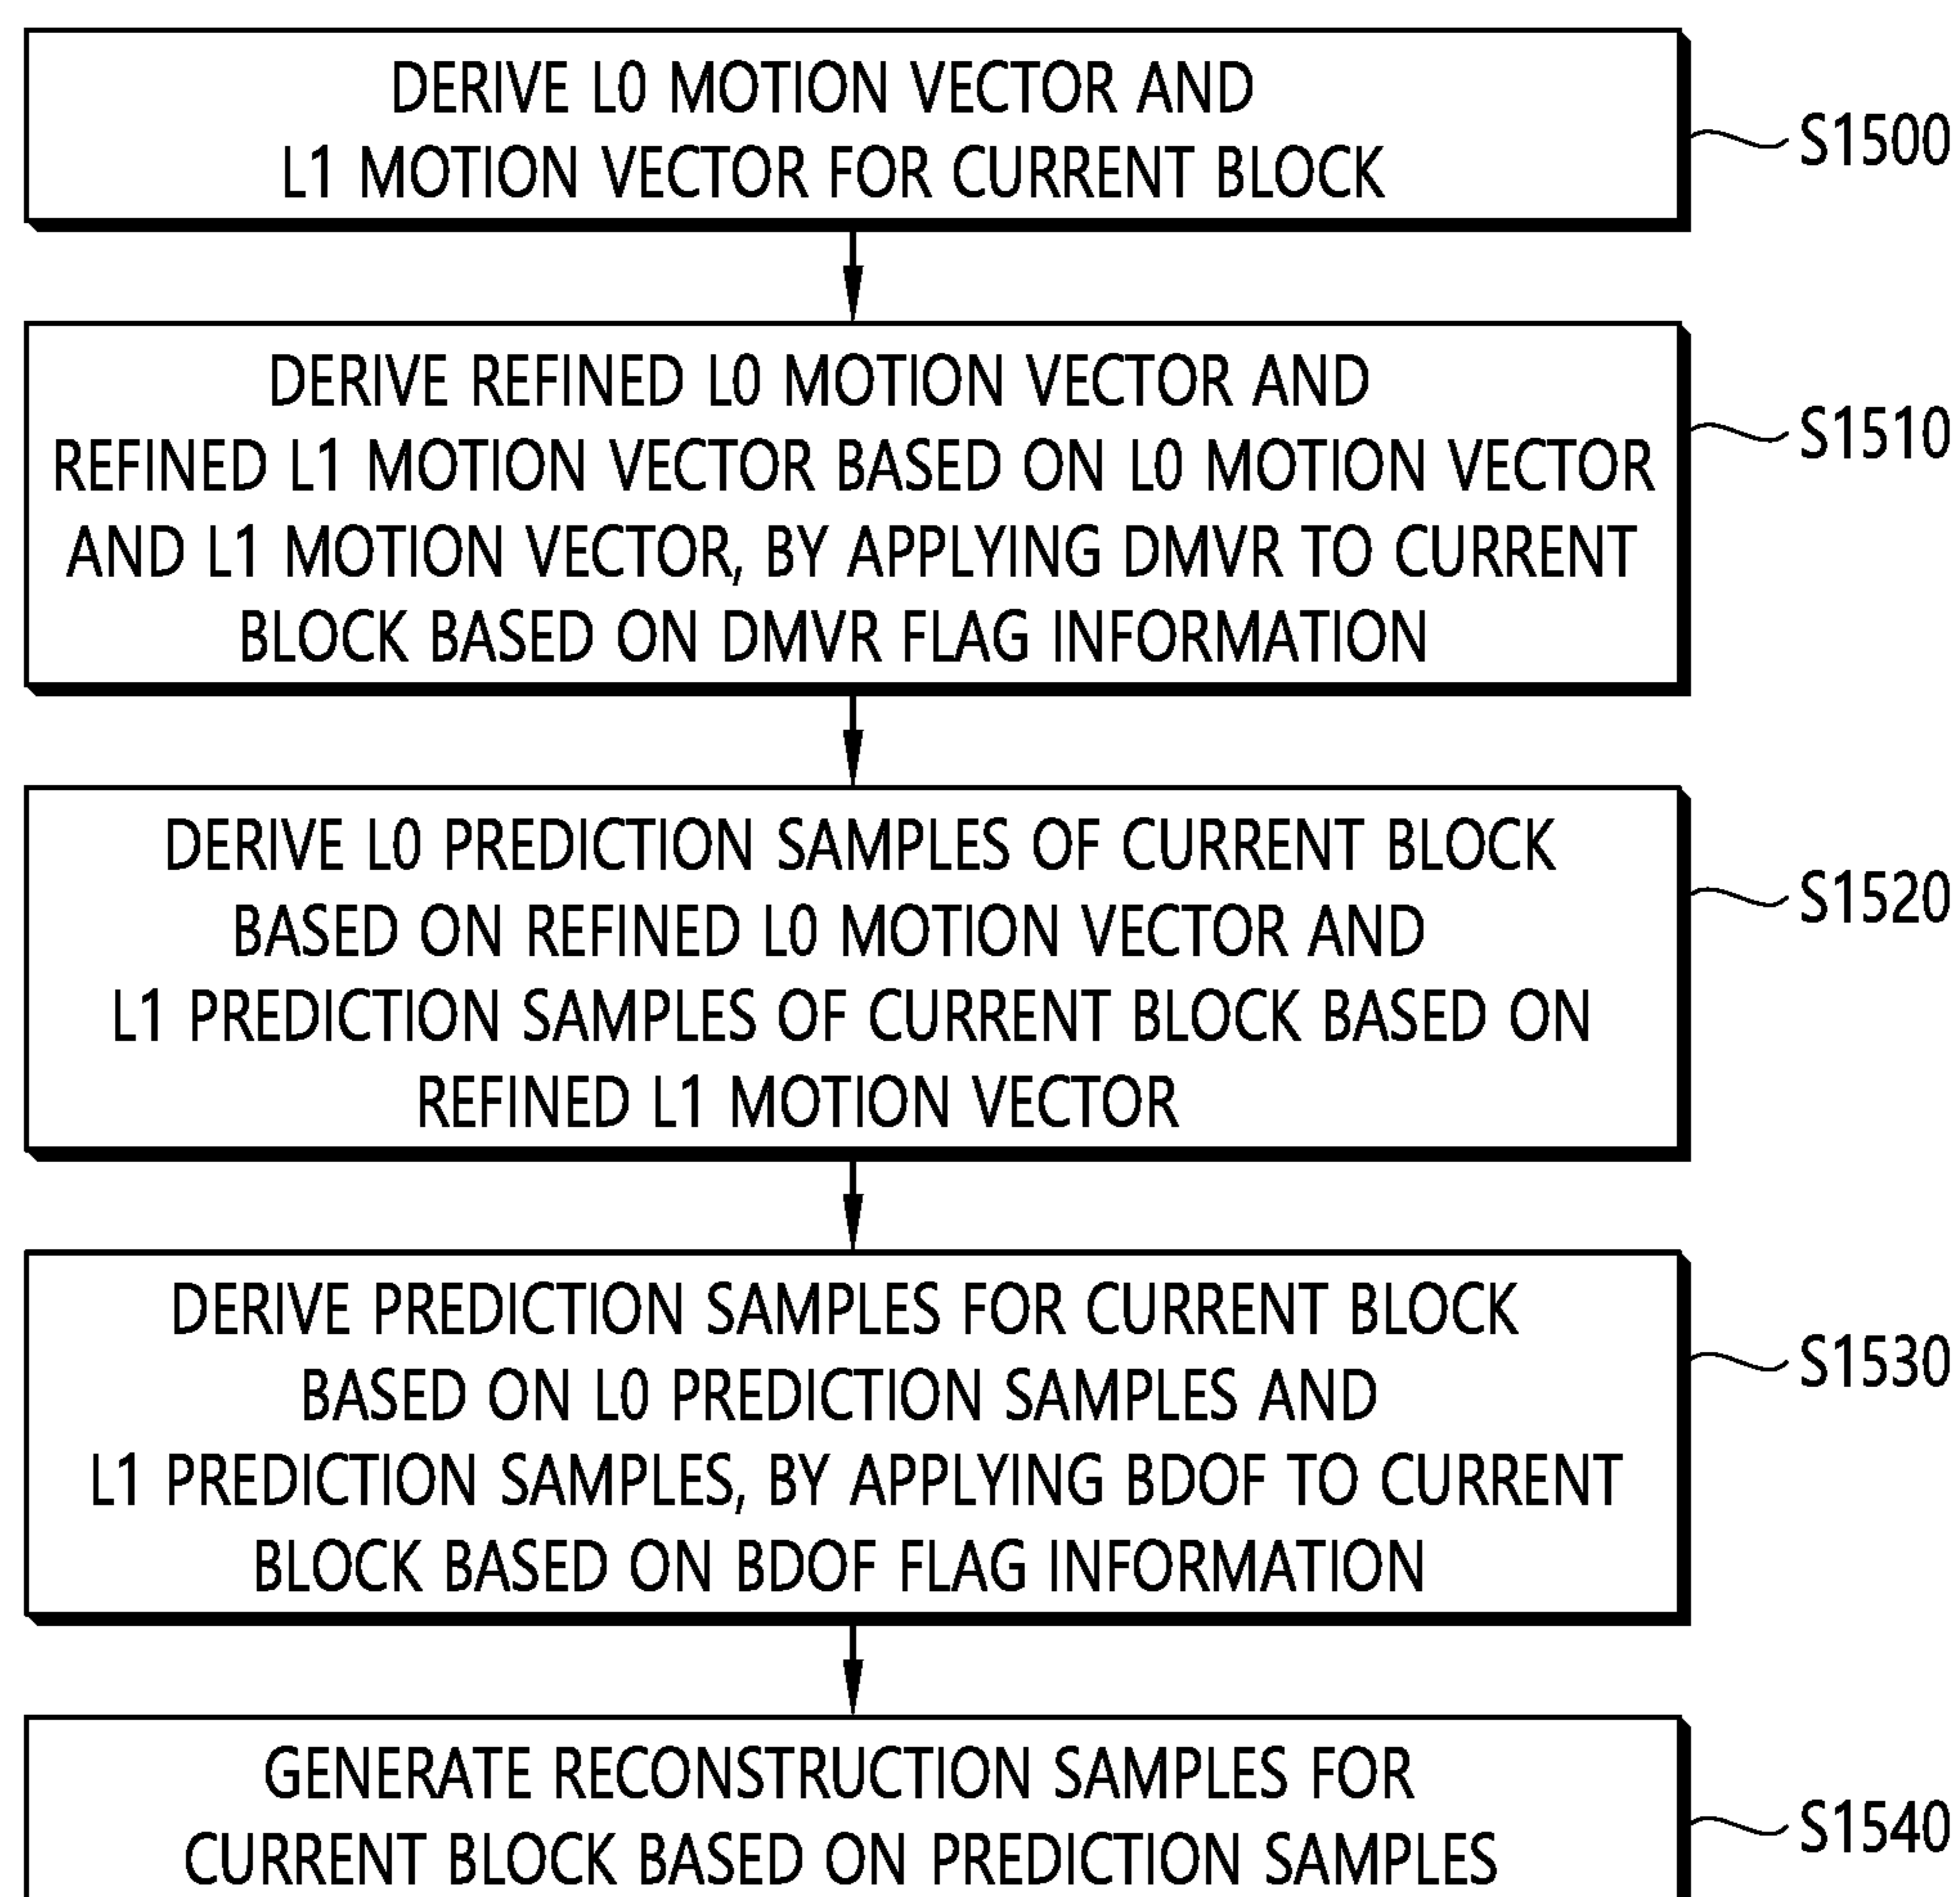 DERIVE L0 MOTION VECTOR AND
L1 MOTION VECTOR FOR CURRENT BLOCK
S1500
DERIVE REFINED L0 MOTION VECTOR AND
REFINED L1 MOTION VECTOR BASED ON L0 MOTION VECTOR
AND L1 MOTION VECTOR, BY APPLYING DMVR TO CURRENT
BLOCK BASED ON DMVR FLAG INFORMATION
S1510
DERIVE L0 PREDICTION SAMPLES OF CURRENT BLOCK
BASED ON REFINED L0 MOTION VECTOR AND
L1 PREDICTION SAMPLES OF CURRENT BLOCK BASED ON
REFINED L1 MOTION VECTOR
S1520
DERIVE PREDICTION SAMPLES FOR CURRENT BLOCK
BASED ON L0 PREDICTION SAMPLES AND
L1 PREDICTION SAMPLES, BY APPLYING BDOF TO CURRENT
BLOCK BASED ON BDOF FLAG INFORMATION
S1530
GENERATE RECONSTRUCTION SAMPLES FOR
CURRENT BLOCK BASED ON PREDICTION SAMPLES
S1540